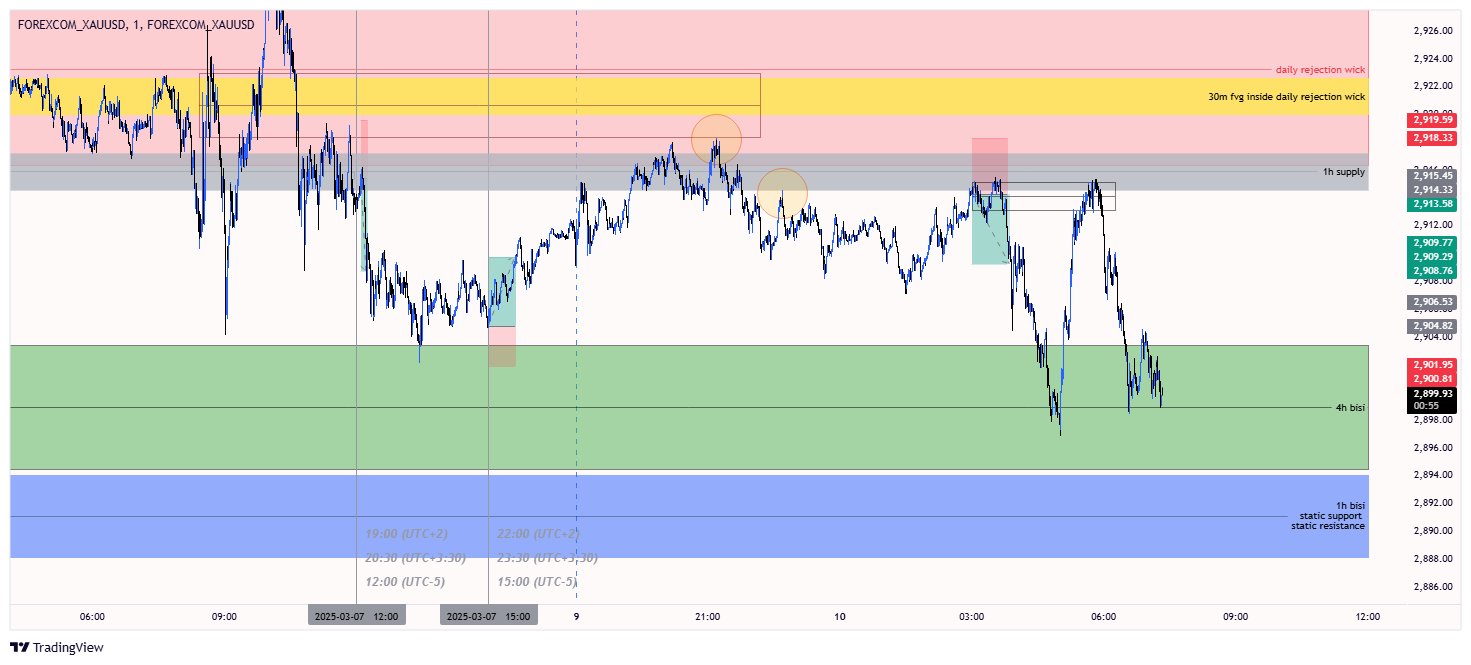 FOREXCOM_XAUUSD, 1, FOREXCOM_XAUUSD
2,926.00
2,924.00
daily rejection wick
2,922.00
30m fvg inside daily rejection wick
2,919.59
2,918.33
1h supply
2,915.45
2,914.33
2,913.58
2,912.00
2,909.77
2,909.29
2,908.76
2,908.00
2,906.53
2,904.82
2,904.00
2,901.95
2,900.81
2,899.93
00:55
4h bisi
2,898.00
2,896.00
2,894.00
2,892.00
1h bisi
static support
static resistance
2,890.00
2,888.00
2,886.00
19:00 (UTC+2)
20:30 (UTC+3:30)
12:00 (UTC-5)
22:00 (UTC+2)
23:30 (UTC+3:30)
15:00 (UTC-5)
06:00 09:00 2025-03-07 12:00 2025-03-07 15:00 9 21:00 10 03:00 06:00 09:00 12:00
TradingView